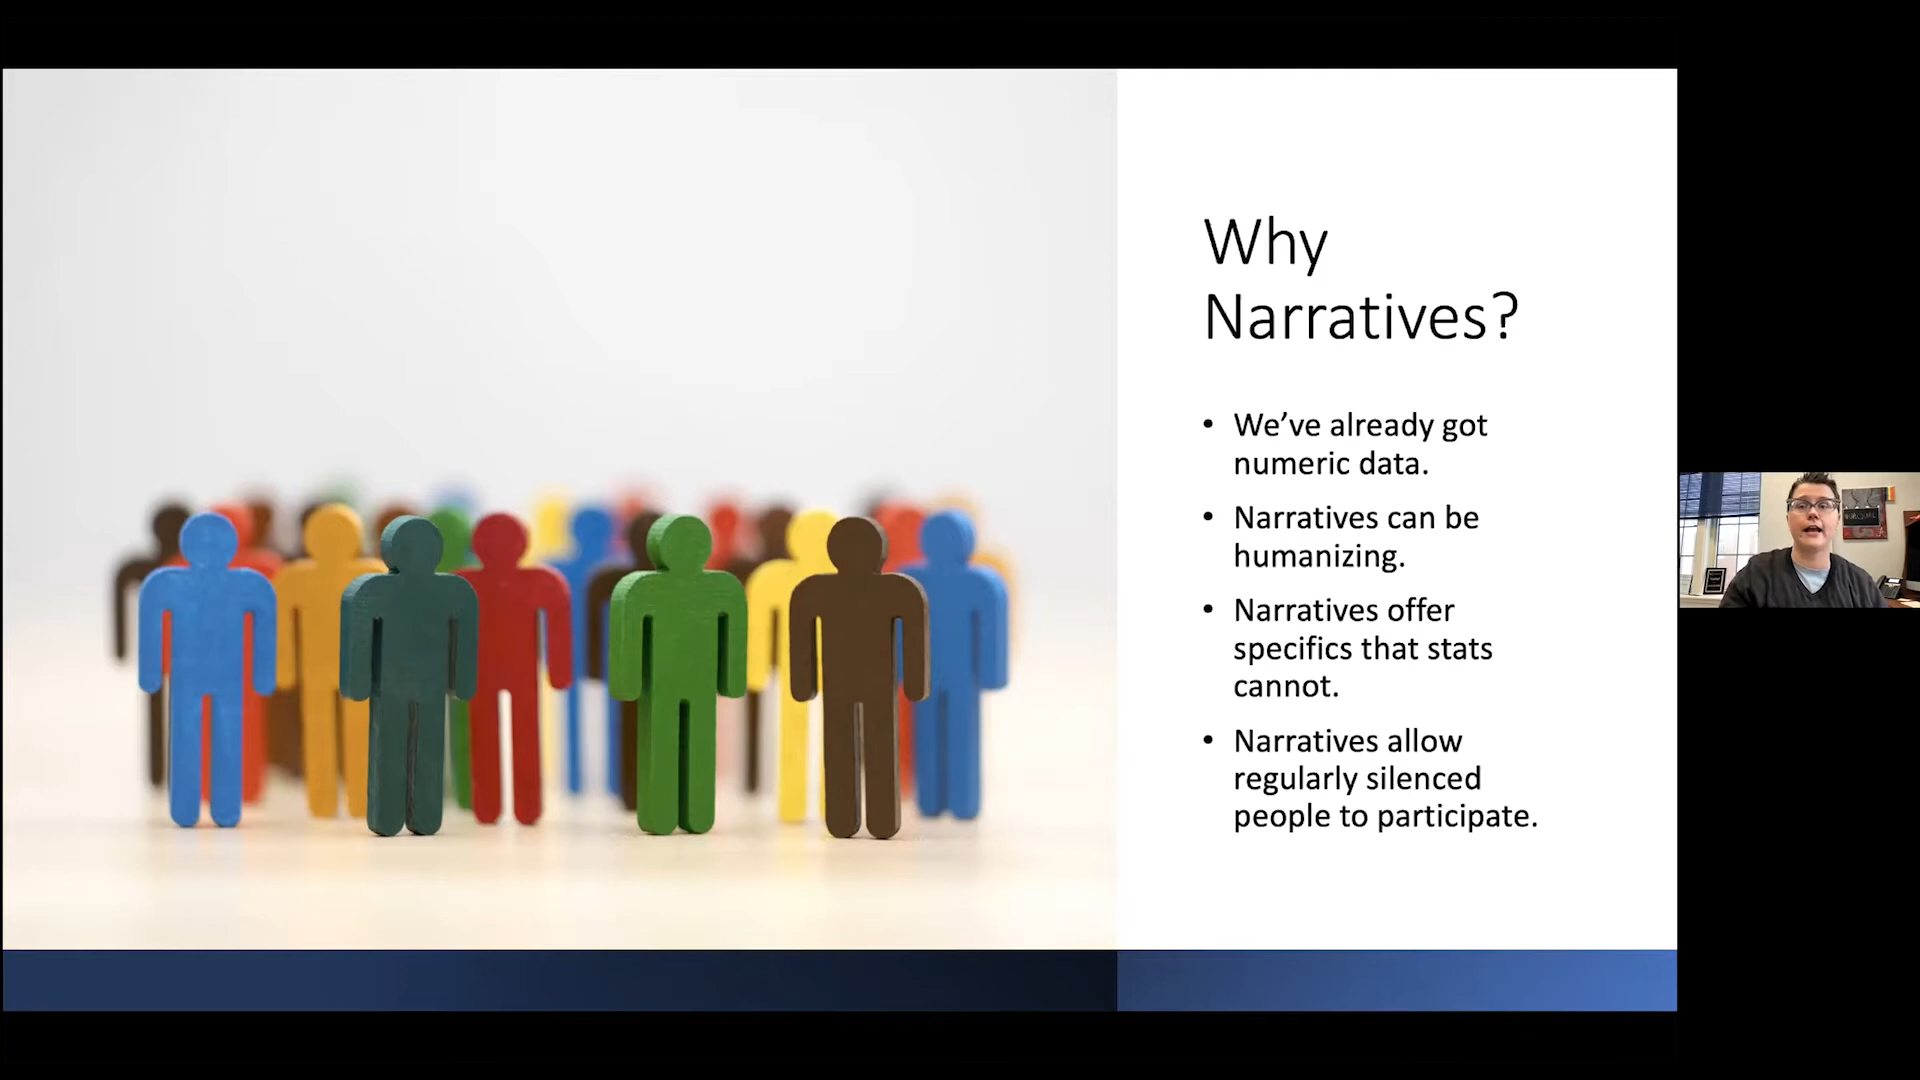 Why
Narratives?
• We’ve already got
numeric data.
• Narratives can be
humanizing.
• Narratives offer
specifics that stats
cannot.
• Narratives allow
regularly silenced
people to participate.